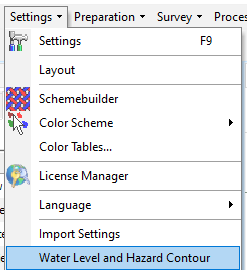 Settings Preparation Survey Proces
Settings F9
Layout
Schemebuilder
Color Scheme
Color Tables...
License Manager
Language
Import Settings
Water Level and Hazard Contour